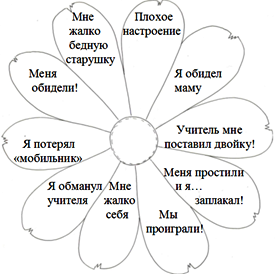 Мне
жалко
бедную
старушку
Плохое
настроение
Я обидел
маму
Учитель мне
поставил двойку!
Меня простили
и я…
заплакал!
Мы
проиграли!
Мне
жалко
себя
Я обманул
учителя
Я потерял
«мобильник»
Меня
обидели!